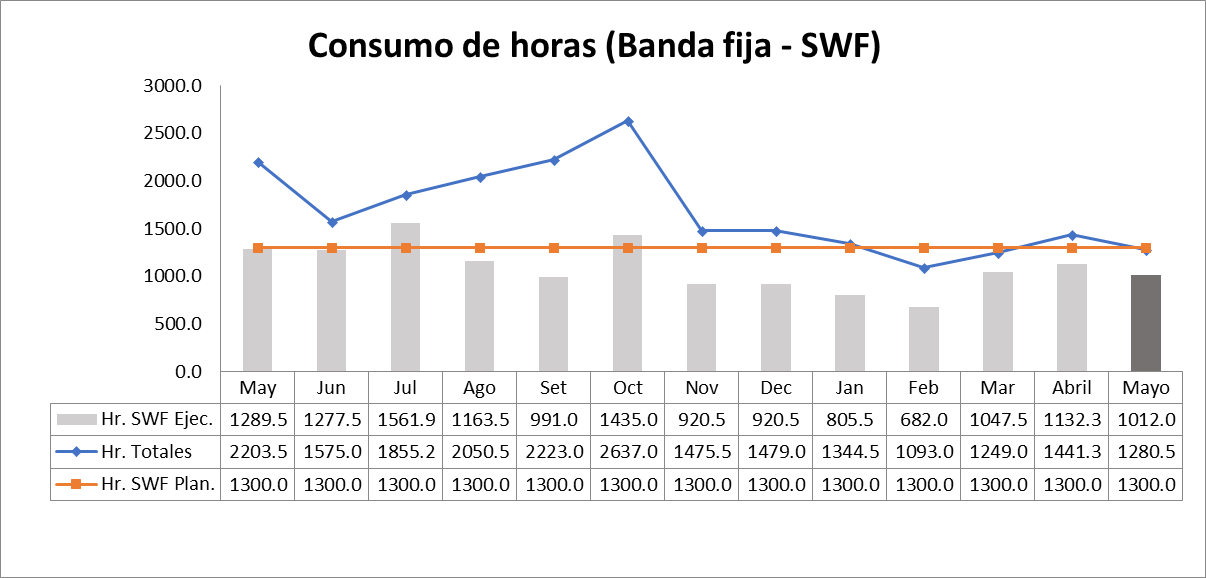 Consumo de horas (Banda fija - SWF)
3000.0
2500.0
2000.0
1500.0
1000.0
500.0
0.0
May Jun Jul Ago Set Oct Nov Dec Jan Feb Mar Abril Mayo
Hr. SWF Ejec. 1289.5 1277.5 1561.9 1163.5 991.0 1435.0 920.5 920.5 805.5 682.0 1047.5 1132.3 1012.0
Hr. Totales 2203.5 1575.0 1855.2 2050.5 2223.0 2637.0 1475.5 1479.0 1344.5 1093.0 1249.0 1441.3 1280.5
Hr. SWF Plan. 1300.0 1300.0 1300.0 1300.0 1300.0 1300.0 1300.0 1300.0 1300.0 1300.0 1300.0 1300.0 1300.0